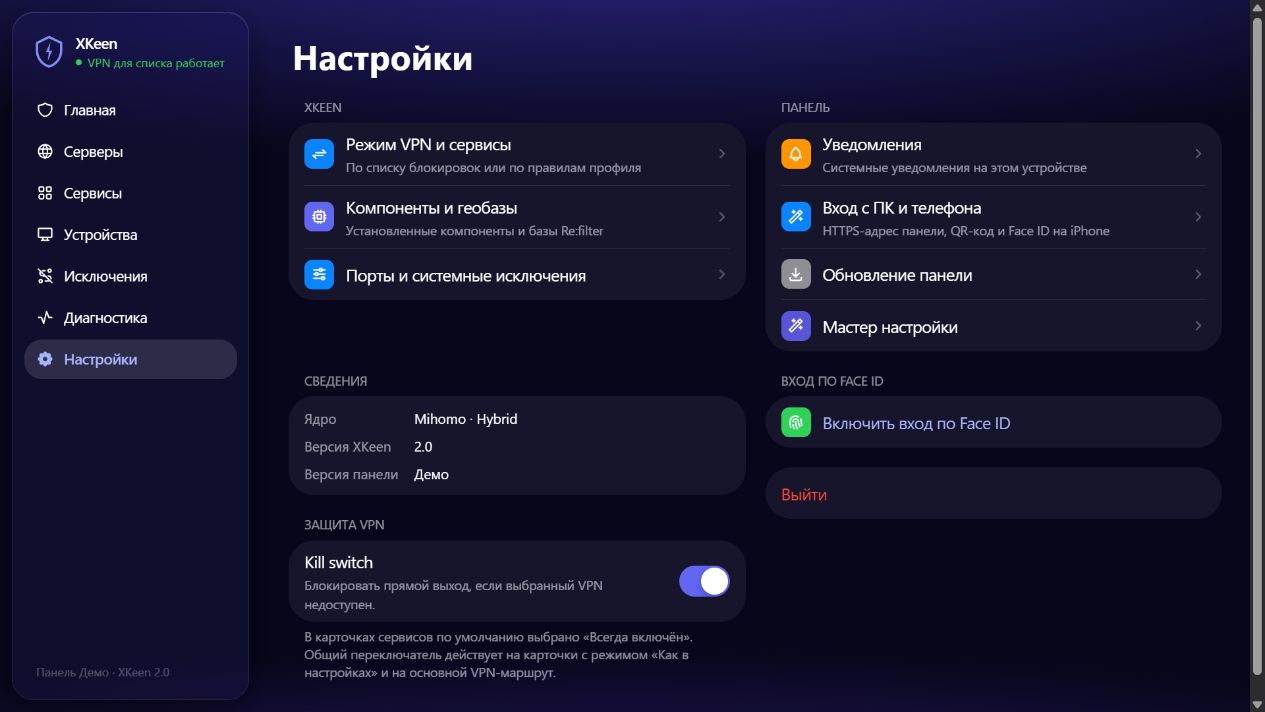 XKeen
VPN для списка работает
Главная
Серверы
Сервисы
Устройства
Исключения
Диагностика
Настройки
Панель Демо · XKeen 2.0
Настройки
XKEEN
Режим VPN и сервисы
По списку блокировок или по правилам профиля
Компоненты и геобазы
Установленные компоненты и базы Re:filter
Порты и системные исключения
ПАНЕЛЬ
Уведомления
Системные уведомления на этом устройстве
Вход с ПК и телефона
HTTPS-адрес панели, QR-код и Face ID на iPhone
Обновление панели
Мастер настройки
СВЕДЕНИЯ
Ядро Mihomo · Hybrid
Версия XKeen 2.0
Версия панели Демо
ВХОД ПО FACE ID
Включить вход по Face ID
Выйти
ЗАЩИТА VPN
Kill switch
Блокировать прямой выход, если выбранный VPN
недоступен.
В карточках сервисов по умолчанию выбрано «Всегда включён».
Общий переключатель действует на карточки с режимом «Как в
настройках» и на основной VPN-маршрут.